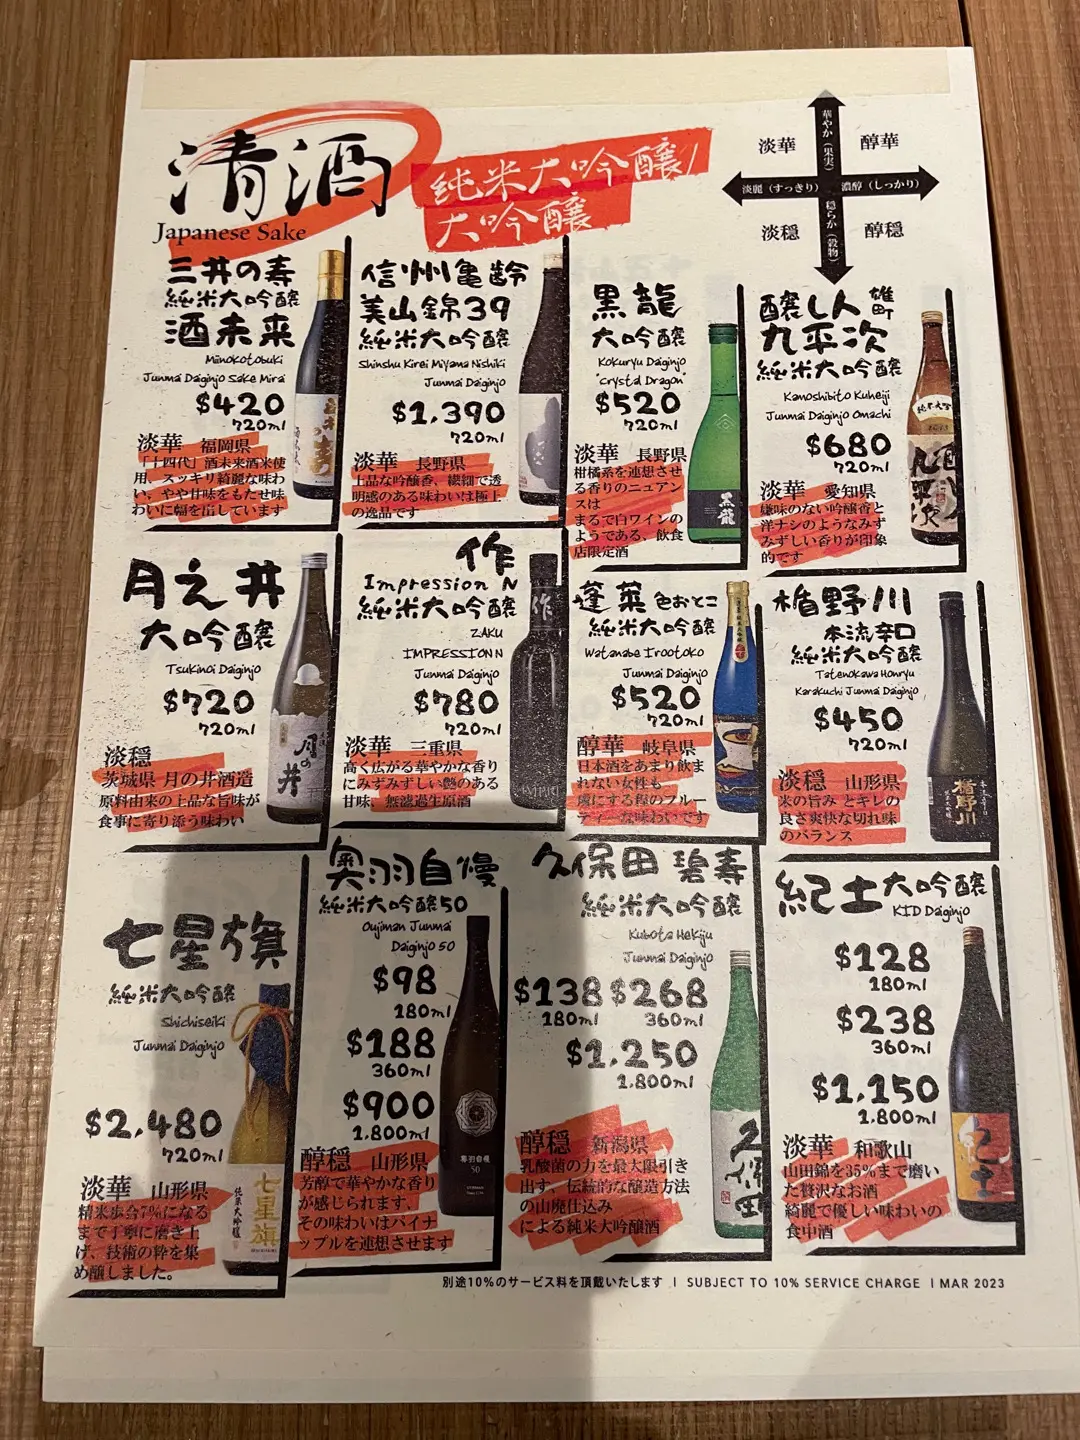 清酒
Japanese Sake
純米大吟醸/
大吟醸
淡華
醇華
華やか(果実)
淡麗(すっきり)
濃醇(しっかり)
穏らか(穀物)
淡穏
醇穏
三井の寿
純米大吟醸
酒未来
Miinokotobuki
Junmai Daiginjo Sake Mirai
$420
720ml
淡華 福岡県
「十四代」酒未来酒米使
用、スッキリ綺麗な味わ
い、やや甘味をもたせ味
わいに幅を出しています
信州亀齢
美山錦39
純米大吟醸
Shinshu Kirei Miyama Nishiki
Junmai Daiginjo
$1,390
720ml
淡華 長野県
上品な吟醸香、繊細で透
明感のある味わいは極上
の逸品です
黒龍
大吟醸
Kokuryu Daiginjo
"Crystal Dragon"
$520
720ml
淡華 長野県
柑橘系を連想させ
る香りのニュアン
スは
まるで白ワインの
ようである、飲食
店限定酒
黒龍
醸し人 雄町
九平次
純米大吟醸
Kamoshibito Kuheiji
Junmai Daiginjo Omachi
$680
720ml
淡華 愛知県
嫌味のない吟醸香と
洋ナシのようなみず
みずしい香りが印象
的です
月之井
大吟醸
Tsukinoi Daiginjo
$720
720ml
淡穏
茨城県 月の井酒造
原料由来の上品な旨味が
食事に寄り添う味わい
月の井
作
Impression N
純米大吟醸
ZAKU
IMPRESSION N
Junmai Daiginjo
$780
720ml
淡華 三重県
高く広がる華やかな香り
にみずみずしい艶のある
甘味、無濾過生原酒
作
蓬莱 色おとこ
純米大吟醸
Watanabe Irootoko
Junmai Daiginjo
$520
720ml
醇華 岐阜県
日本酒をあまり飲ま
れない女性も
虜にする程のフルー
ティーな味わいです
楯野川
本流辛口
純米大吟醸
Tatenokawa Honryu
Karakuchi Junmai Daiginjo
$450
720ml
淡穏 山形県
米の旨みとキレの
良さ爽快な切れ味
のバランス
楯野川
七星旗
純米大吟醸
Shichiseiki
Junmai Daiginjo
$2,480
720ml
淡華 山形県
精米歩合7%になる
まで丁寧に磨き上
げ、技術の粋を集
め醸しました。
七星旗
純米大吟醸
奥羽自慢
純米大吟醸50
Oujiman Junmai
Daiginjo 50
$98
180ml
$188
360ml
$900
1,800ml
醇穏 山形県
芳醇で華やかな香り
が感じられます、
その味わいはパイナ
ップルを連想させます
奥羽自慢
50
久保田 碧寿
純米大吟醸
Kubota Hekiju
Junmai Daiginjo
$138 $268
180ml 360ml
$1,250
1,800ml
醇穏 新潟県
乳酸菌の力を最大限引き
出す、伝統的な醸造方法
の山廃仕込み
による純米大吟醸酒
久保田
紀土 大吟醸
KID Daiginjo
$128
180ml
$238
360ml
$1,150
1,800ml
淡華 和歌山
山田錦を35%まで磨い
た贅沢なお酒
綺麗で優しい味わいの
食中酒
紀土
別途10%のサービス料を頂戴いたします | SUBJECT TO 10% SERVICE CHARGE | MAR 2023